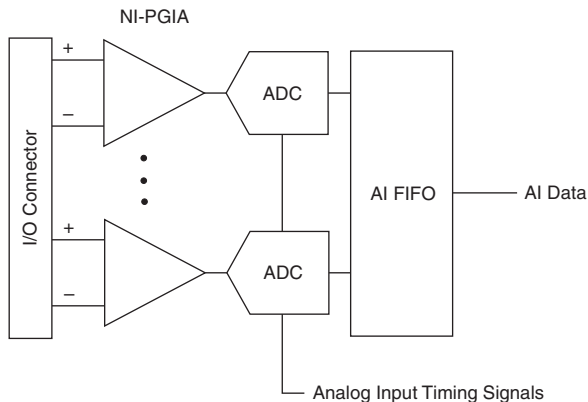 NI-PGIA
+
−
ADC
I/O Connector
AI FIFO
AI Data
+
−
ADC
Analog Input Timing Signals